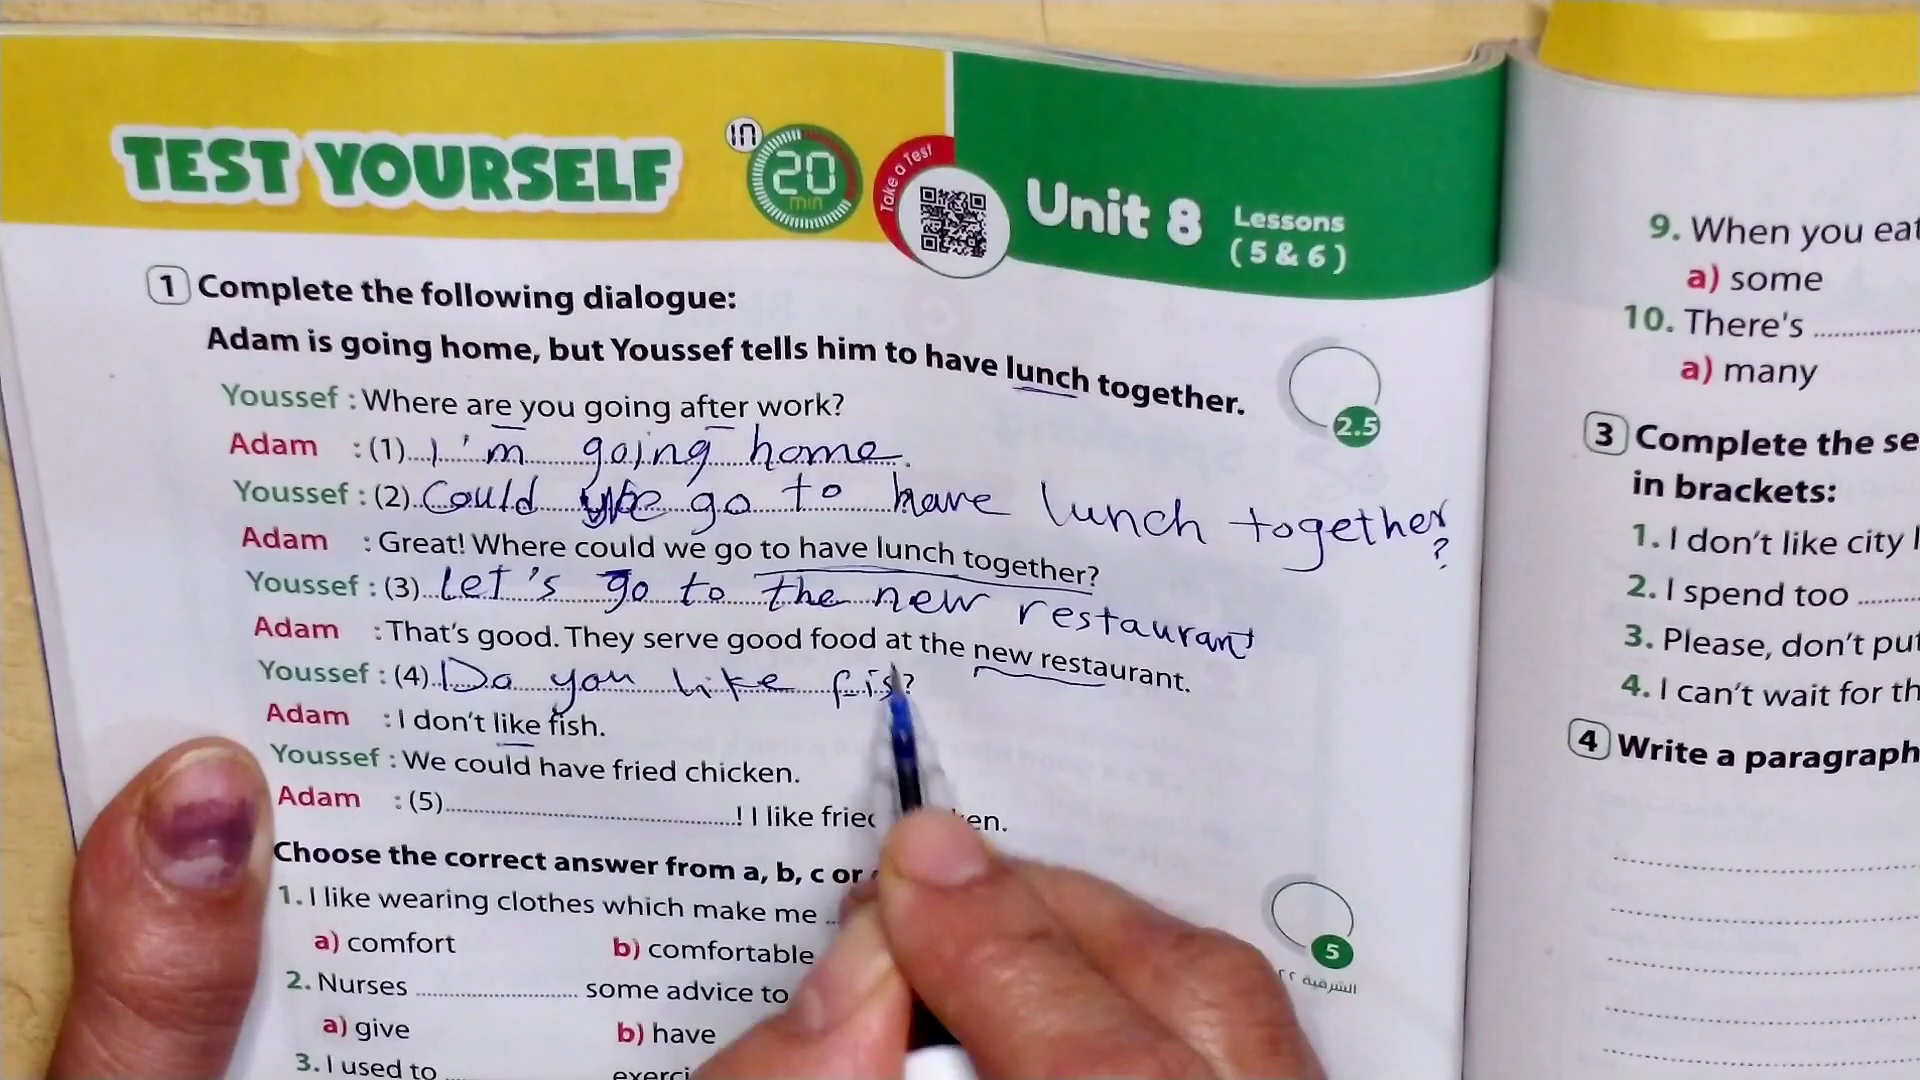 TEST YOURSELF
in 20 min
Take a Test
Unit 8 Lessons (5 & 6)
1 Complete the following dialogue:
Adam is going home, but Youssef tells him to have lunch together.
2.5
Youssef : Where are you going after work?
Adam : (1) I'm going home.
Youssef : (2) Could we go to have lunch together?
Adam : Great! Where could we go to have lunch together?
Youssef : (3) Let's go to the new restaurant
Adam : That's good. They serve good food at the new restaurant.
Youssef : (4) Do you like fis?
Adam : I don't like fish.
Youssef : We could have fried chicken.
Adam : (5) ........ ! I like fried en.
Choose the correct answer from a, b, c or
5
الشرقية ٢٢
1. I like wearing clothes which make me ...
a) comfort b) comfortable
2. Nurses ........ some advice to
a) give b) have
3. I used to
9. When you eat
a) some
10. There's ........
a) many
3 Complete the se
in brackets:
1. I don't like city l
2. I spend too ........
3. Please, don't put
4. I can't wait for th
4 Write a paragraph